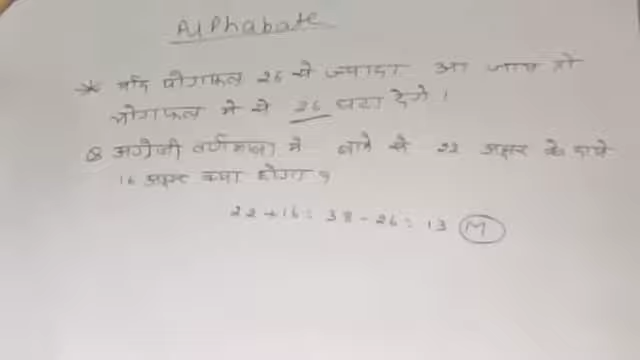 Alphabate
* यदि योगफल 26 से ज्यादा आ जाय तो
योगफल में से 26 घटा देंगे।
Q अंग्रेजी वर्णमाला में बायें से 22 अक्षर के दायें
16 अक्षर क्या होगा ?
22+16 = 38 - 26 = 13 (M)